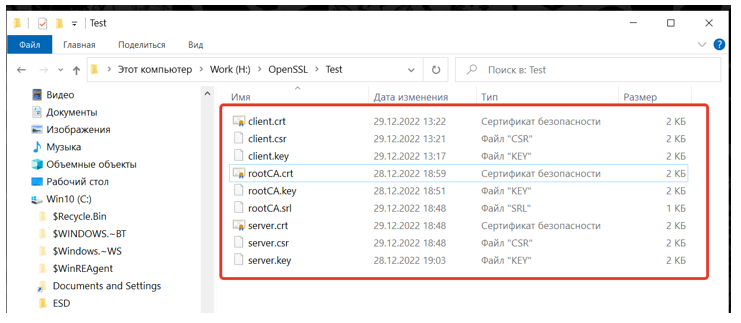 Test
Файл Главная Поделиться Вид
Этот компьютер > Work (H:) > OpenSSL > Test
Поиск в: Test
Видео
Документы
Изображения
Музыка
Объемные объекты
Рабочий стол
Win10 (C:)
$Recycle.Bin
$WINDOWS.~BT
$Windows.~WS
$WinREAgent
Documents and Settings
ESD
Имя Дата изменения Тип Размер
client.crt 29.12.2022 13:22 Сертификат безопасности 2 КБ
client.csr 29.12.2022 13:21 Файл "CSR" 2 КБ
client.key 29.12.2022 13:17 Файл "KEY" 2 КБ
rootCA.crt 28.12.2022 18:59 Сертификат безопасности 2 КБ
rootCA.key 28.12.2022 18:51 Файл "KEY" 2 КБ
rootCA.srl 29.12.2022 18:48 Файл "SRL" 1 КБ
server.crt 29.12.2022 18:48 Сертификат безопасности 2 КБ
server.csr 29.12.2022 18:48 Файл "CSR" 2 КБ
server.key 28.12.2022 19:03 Файл "KEY" 2 КБ